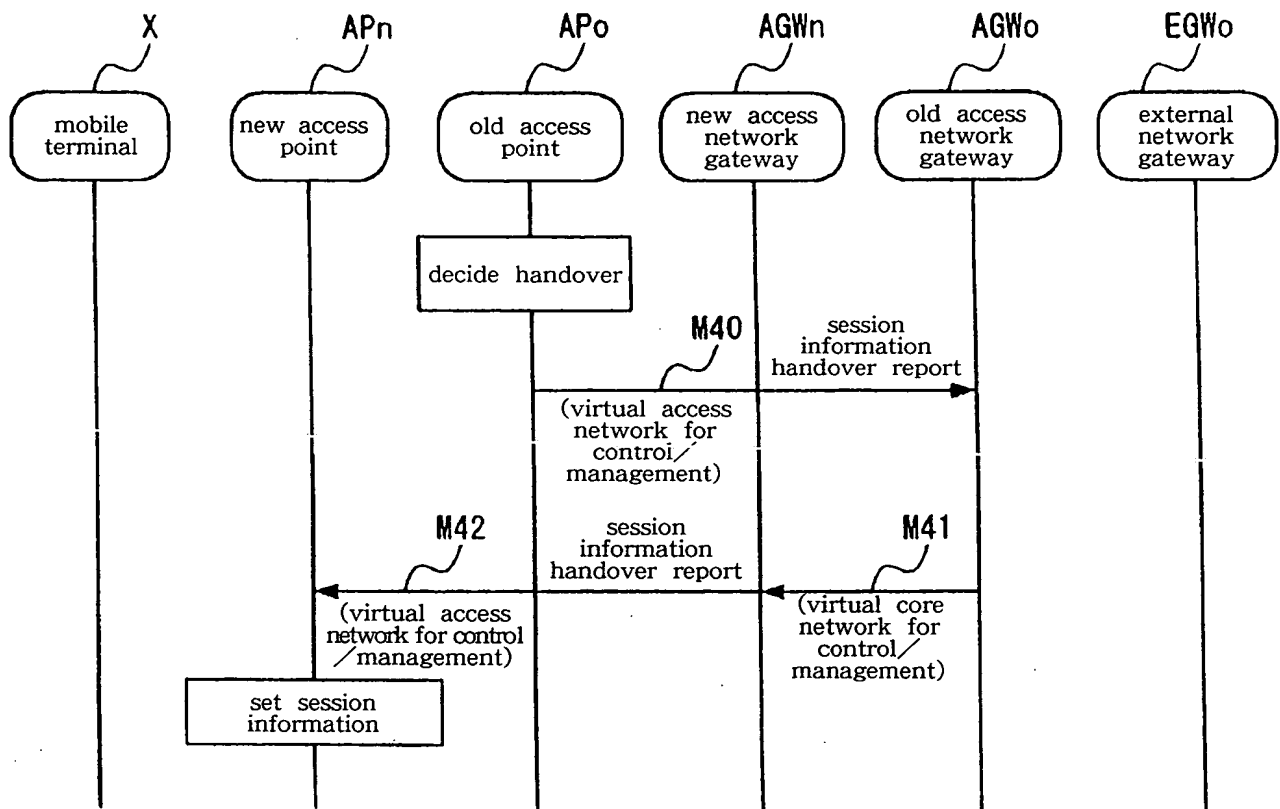 X
APn
APo
AGWn
AGWo
EGWo
mobile
terminal
new access
point
old access
point
new access
network
gateway
old access
network
gateway
external
network
gateway
decide handover
M40
session
information
handover report
(virtual access
network for
control/
management)
M42
session
information
handover report
M41
(virtual access
network for control
/management)
(virtual core
network for
control/
management)
set session
information